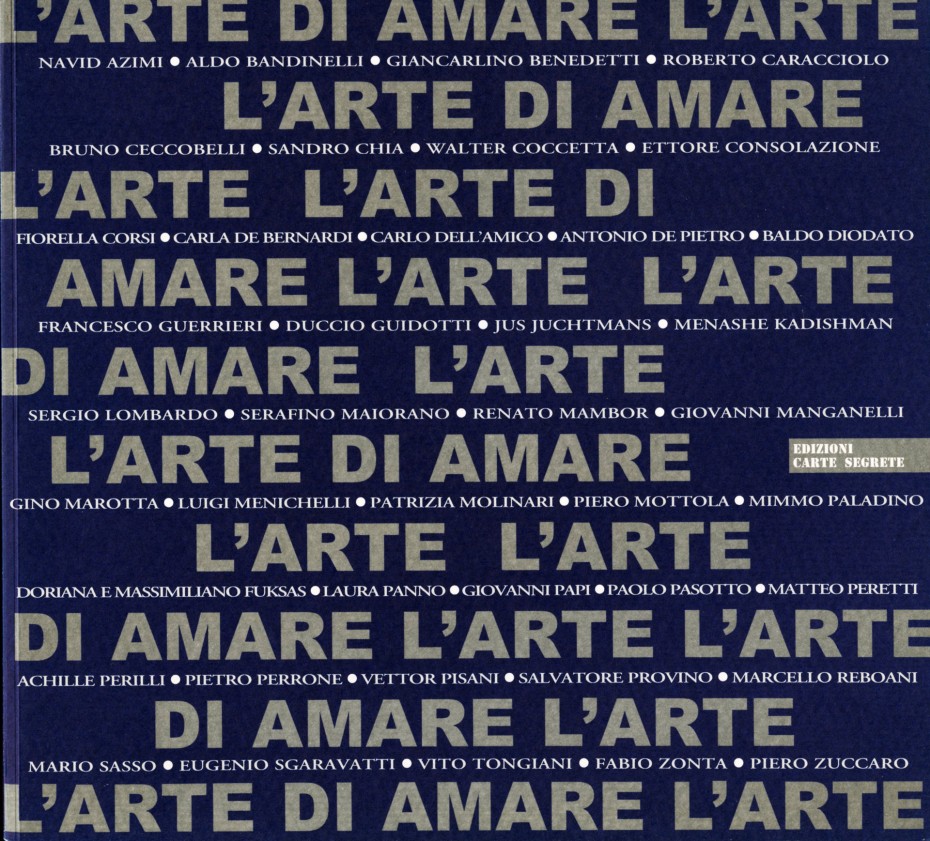 L'ARTE DI AMARE L'ARTE
NAVID AZIMI ● ALDO BANDINELLI ● GIANCARLINO BENEDETTI ● ROBERTO CARACCIOLO
L'ARTE DI AMARE
BRUNO CECCOBELLI ● SANDRO CHIA ● WALTER COCCETTA ● ETTORE CONSOLAZIONE
L'ARTE L'ARTE DI
FIORELLA CORSI ● CARLA DE BERNARDI ● CARLO DELL'AMICO ● ANTONIO DE PIETRO ● BALDO DIODATO
AMARE L'ARTE L'ARTE
FRANCESCO GUERRIERI ● DUCCIO GUIDOTTI ● JUS JUCHTMANS ● MENASHE KADISHMAN
DI AMARE L'ARTE
SERGIO LOMBARDO ● SERAFINO MAIORANO ● RENATO MAMBOR ● GIOVANNI MANGANELLI
L'ARTE DI AMARE
EDIZIONI
CARTE SEGRETE
GINO MAROTTA ● LUIGI MENICHELLI ● PATRIZIA MOLINARI ● PIERO MOTTOLA ● MIMMO PALADINO
L'ARTE L'ARTE
DORIANA E MASSIMILIANO FUKSAS ● LAURA PANNO ● GIOVANNI PAPI ● PAOLO PASOTTO ● MATTEO PERETTI
DI AMARE L'ARTE L'ARTE
ACHILLE PERILLI ● PIETRO PERRONE ● VETTOR PISANI ● SALVATORE PROVINO ● MARCELLO REBOANI
DI AMARE L'ARTE
MARIO SASSO ● EUGENIO SGARAVATTI ● VITO TONGIANI ● FABIO ZONTA ● PIERO ZUCCARO
L'ARTE DI AMARE L'ARTE